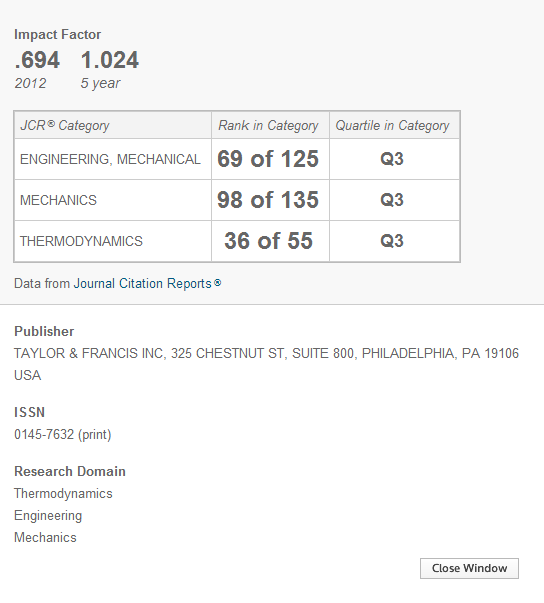 Impact Factor
.694 1.024
2012 5 year
JCR® Category Rank in Category Quartile in Category
ENGINEERING, MECHANICAL 69 of 125 Q3
MECHANICS 98 of 135 Q3
THERMODYNAMICS 36 of 55 Q3
Data from Journal Citation Reports®
Publisher
TAYLOR & FRANCIS INC, 325 CHESTNUT ST, SUITE 800, PHILADELPHIA, PA 19106
USA
ISSN
0145-7632 (print)
Research Domain
Thermodynamics
Engineering
Mechanics
Close Window